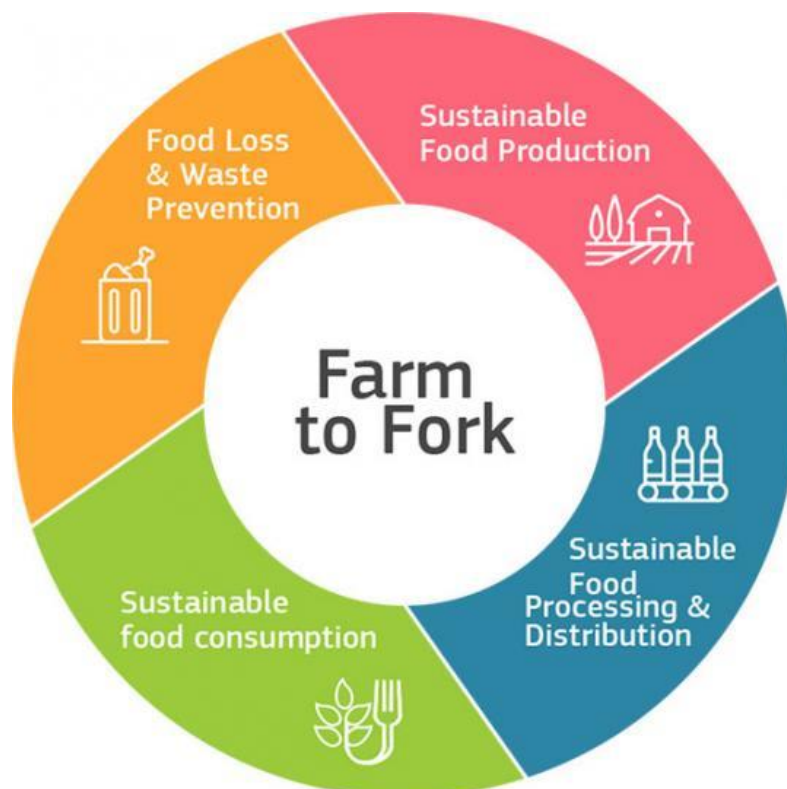 Food Loss
& Waste
Prevention
Sustainable
Food Production
Farm
to Fork
Sustainable
Food
Processing &
Distribution
Sustainable
food consumption